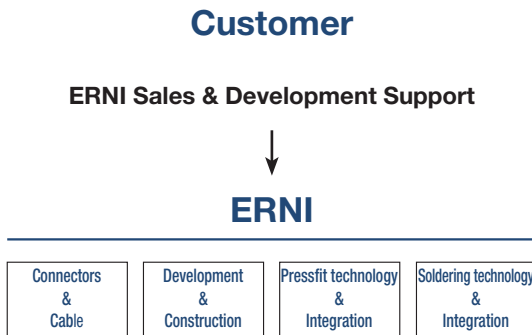 Customer
ERNI Sales & Development Support
ERNI
Connectors
&
Cable
Development
&
Construction
Pressfit technology
&
Integration
Soldering technology
&
Integration